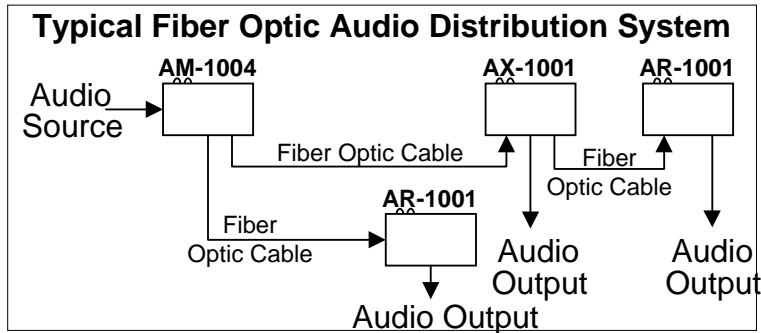 Typical Fiber Optic Audio Distribution System
AM-1004
AX-1001
AR-1001
Audio
Source
Fiber Optic Cable
Fiber
Optic Cable
AR-1001
Fiber
Optic Cable
Audio
Output
Audio
Output
Audio Output